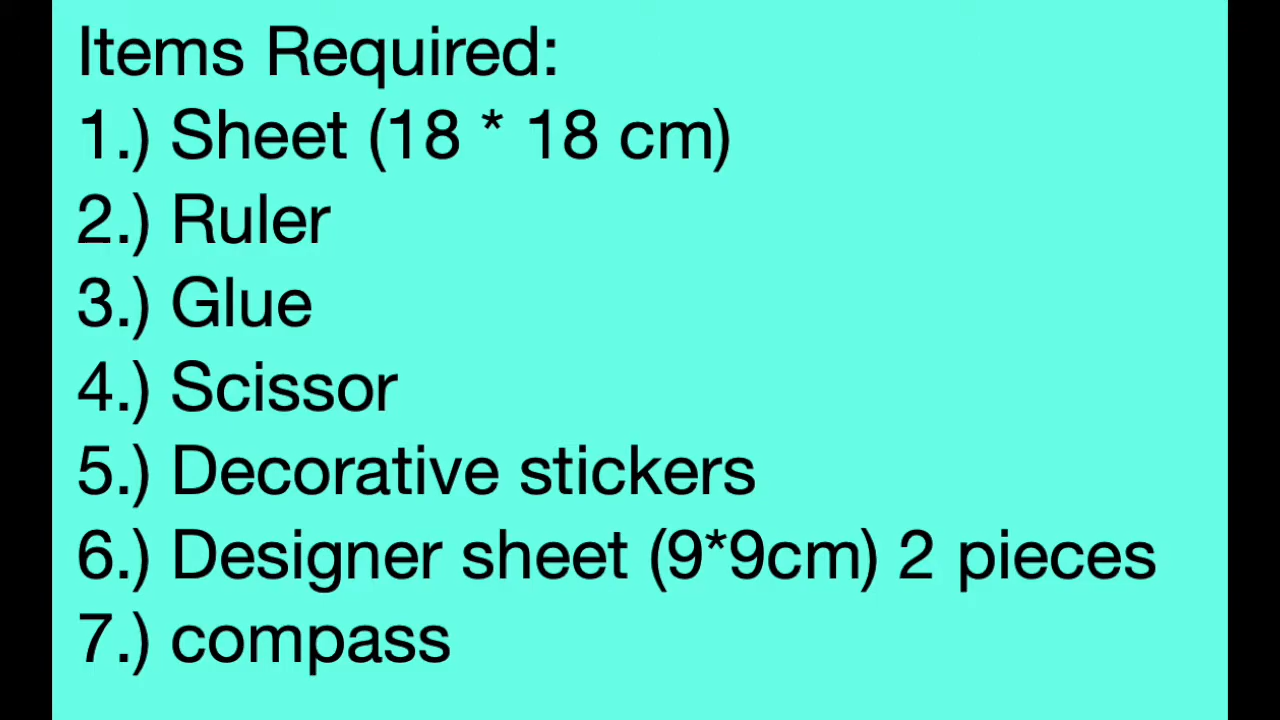 Items Required:
1.) Sheet (18 * 18 cm)
2.) Ruler
3.) Glue
4.) Scissor
5.) Decorative stickers
6.) Designer sheet (9*9cm) 2 pieces
7.) compass